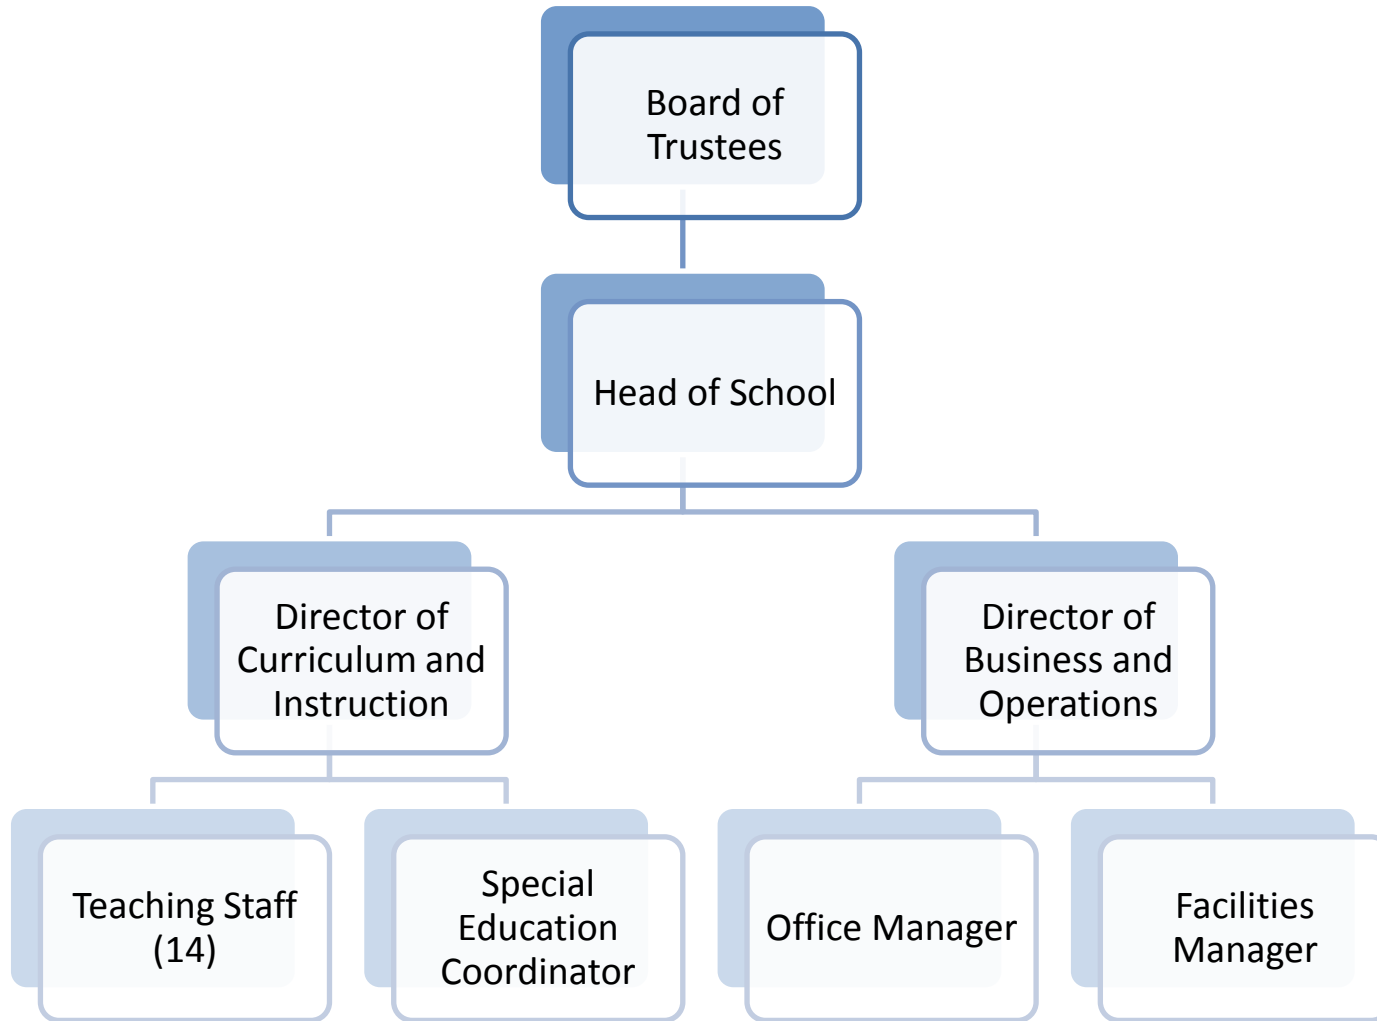 Board of
Trustees
Head of School
Director of
Curriculum and
Instruction
Director of
Business and
Operations
Teaching Staff
(14)
Special
Education
Coordinator
Office Manager
Facilities
Manager